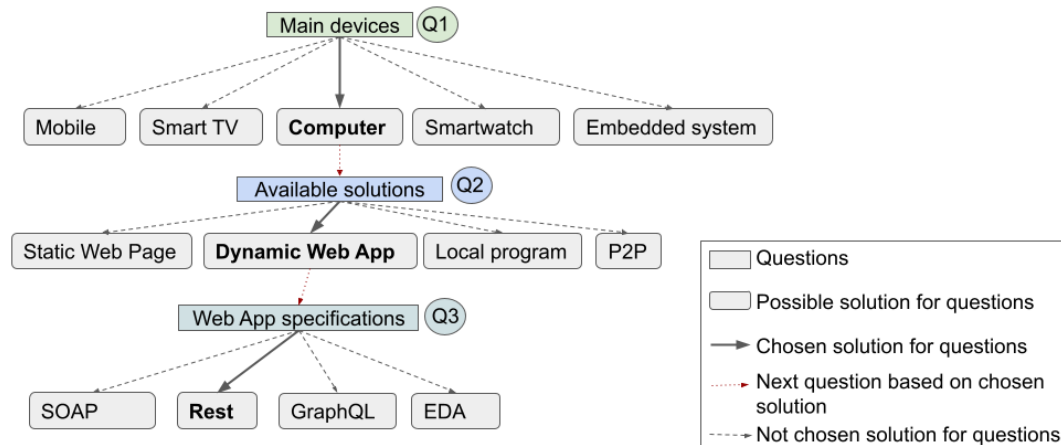 Main devices Q1
Mobile Smart TV Computer Smartwatch Embedded system
Available solutions Q2
Static Web Page Dynamic Web App Local program P2P
Web App specifications Q3
SOAP Rest GraphQL EDA
Questions
Possible solution for questions
Chosen solution for questions
Next question based on chosen
solution
Not chosen solution for questions